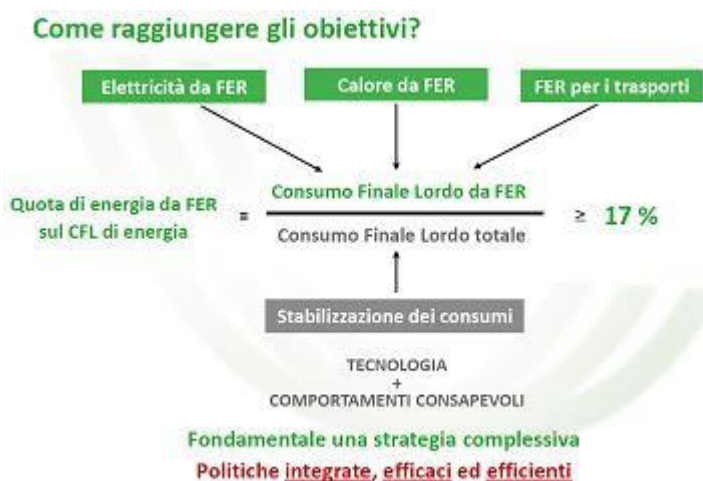 Come raggiungere gli obiettivi?
Elettricità da FER
Calore da FER
FER per i trasporti
Quota di energia da FER
sul CFL di energia
=
Consumo Finale Lordo da FER
Consumo Finale Lordo totale
≥ 17 %
Stabilizzazione dei consumi
TECNOLOGIA
+
COMPORTAMENTI CONSAPEVOLI
Fondamentale una strategia complessiva
Politiche integrate, efficaci ed efficienti